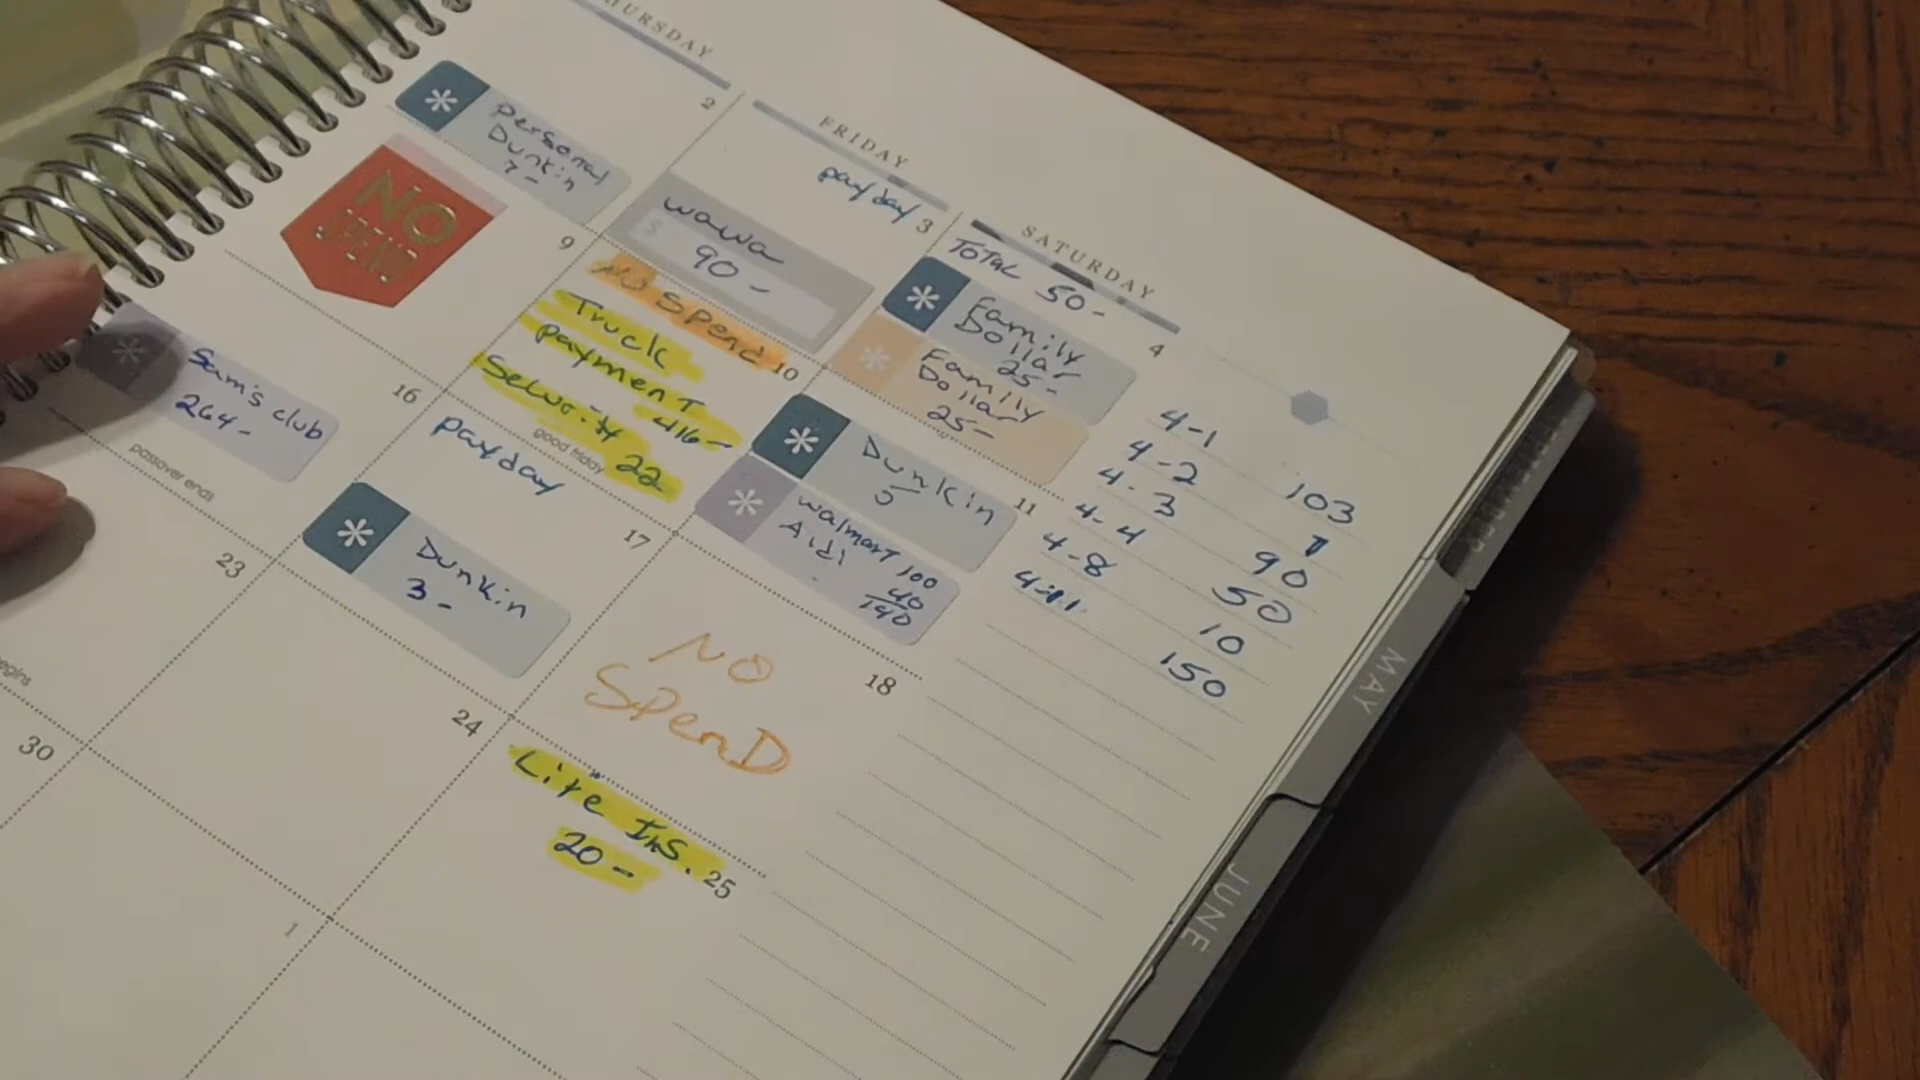 THURSDAY
FRIDAY
SATURDAY
2
*
personal
Dunkin
payday
3
wawa
$
90 -
TOTAL 50-
4
*
Family
Dollar
25-
*
Family
Dollar
25-
NO
SPEND
9
No Spend
10
Truck
payment
416-
good friday
22
11
*
Dunkin
5
*
walmart 100
Aldi
40
140
*
Sam's club
264-
16
passover ends
payday
*
Dunkin
3-
17
NO
SPenD
18
23
24
Life Ins.
20 -
25
30
1
4-1
103
4-2
4-3
90
4-4
50
4-8
10
150
MAY
JUNE